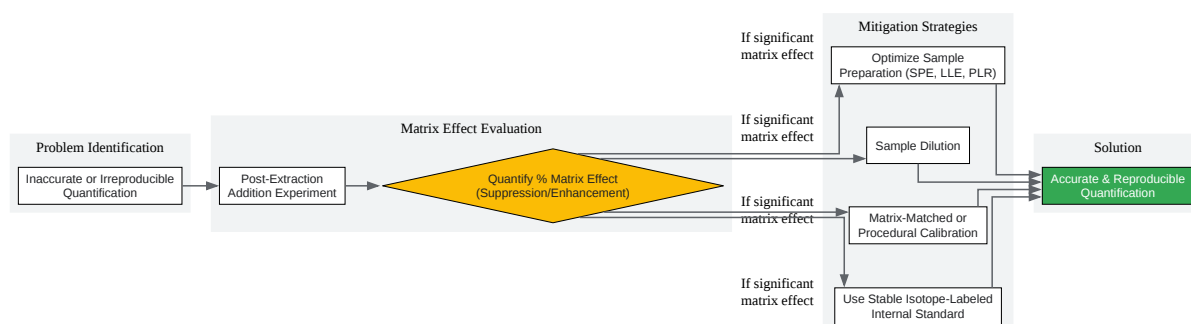 Problem Identification
Inaccurate or Irreproducible
Quantification
Matrix Effect Evaluation
Post-Extraction
Addition Experiment
Quantify % Matrix Effect
(Suppression/Enhancement)
If significant
matrix effect
If significant
matrix effect
If significant
matrix effect
If significant
matrix effect
Mitigation Strategies
Optimize Sample
Preparation (SPE, LLE, PLR)
Sample Dilution
Matrix-Matched or
Procedural Calibration
Use Stable Isotope-Labeled
Internal Standard
Solution
Accurate & Reproducible
Quantification